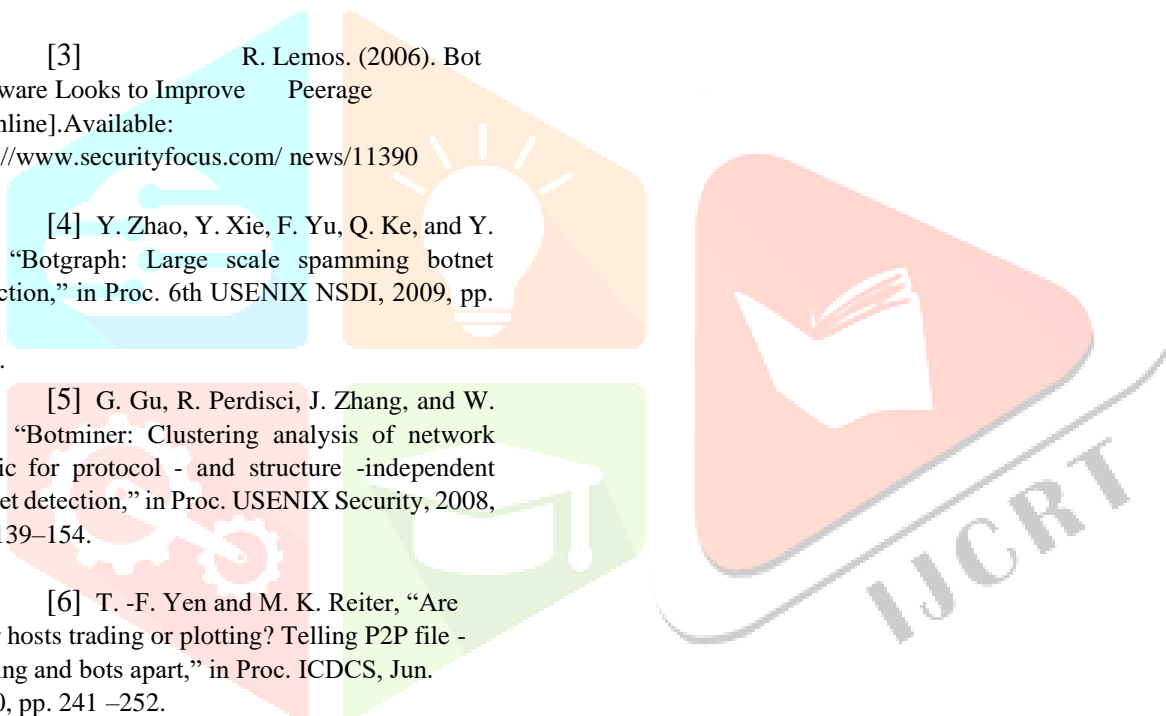 [3] R. Lemos. (2006). Bot
ware Looks to Improve Peerage
nline].Available:
//www.securityfocus.com/ news/11390
[4] Y. Zhao, Y. Xie, F. Yu, Q. Ke, and Y.
“Botgraph: Large scale spamming botnet
ction,” in Proc. 6th USENIX NSDI, 2009, pp.
.
[5] G. Gu, R. Perdisci, J. Zhang, and W.
“Botminer: Clustering analysis of network
ic for protocol - and structure -independent
et detection,” in Proc. USENIX Security, 2008,
139–154.
[6] T. -F. Yen and M. K. Reiter, “Are
r hosts trading or plotting? Telling P2P file -
ing and bots apart,” in Proc. ICDCS, Jun.
0, pp. 241 –252.
IJCRT